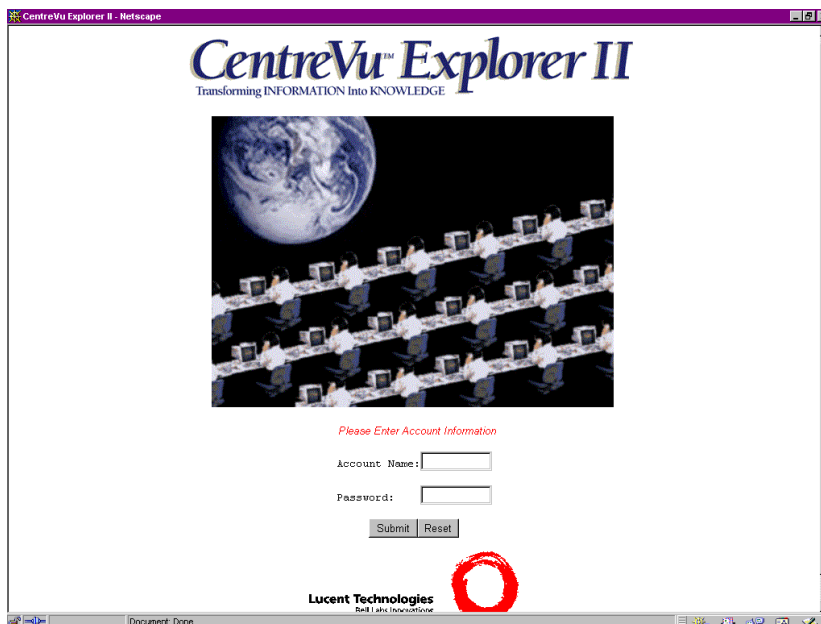 CentreVu Explorer II - Netscape
CentreVu™ Explorer II
Transforming INFORMATION Into KNOWLEDGE
Please Enter Account Information
Account Name:
Password:
Submit Reset
Lucent Technologies
Bell Labs Innovations
Document: Done